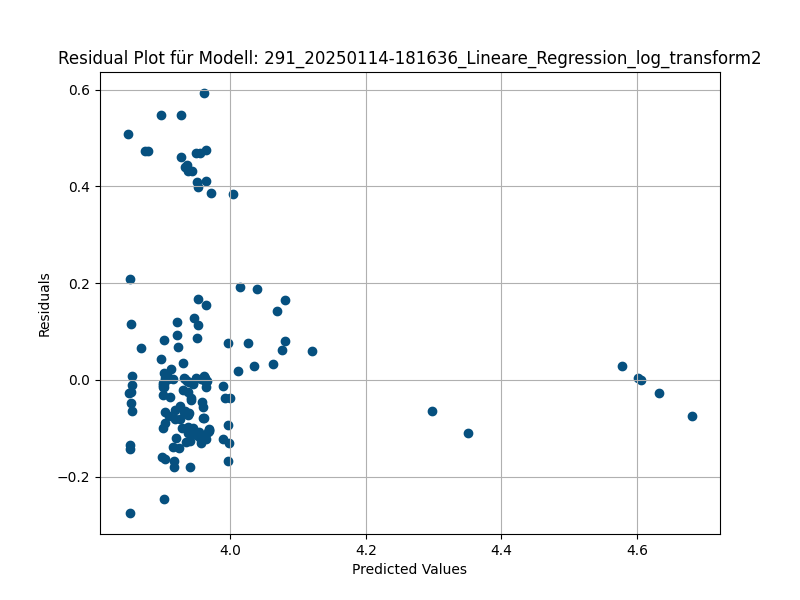 Residual Plot für Modell: 291_20250114-181636_Lineare_Regression_log_transform2
0.6
0.4
0.2
0.0
−0.2
Residuals
4.0 4.2 4.4 4.6
Predicted Values